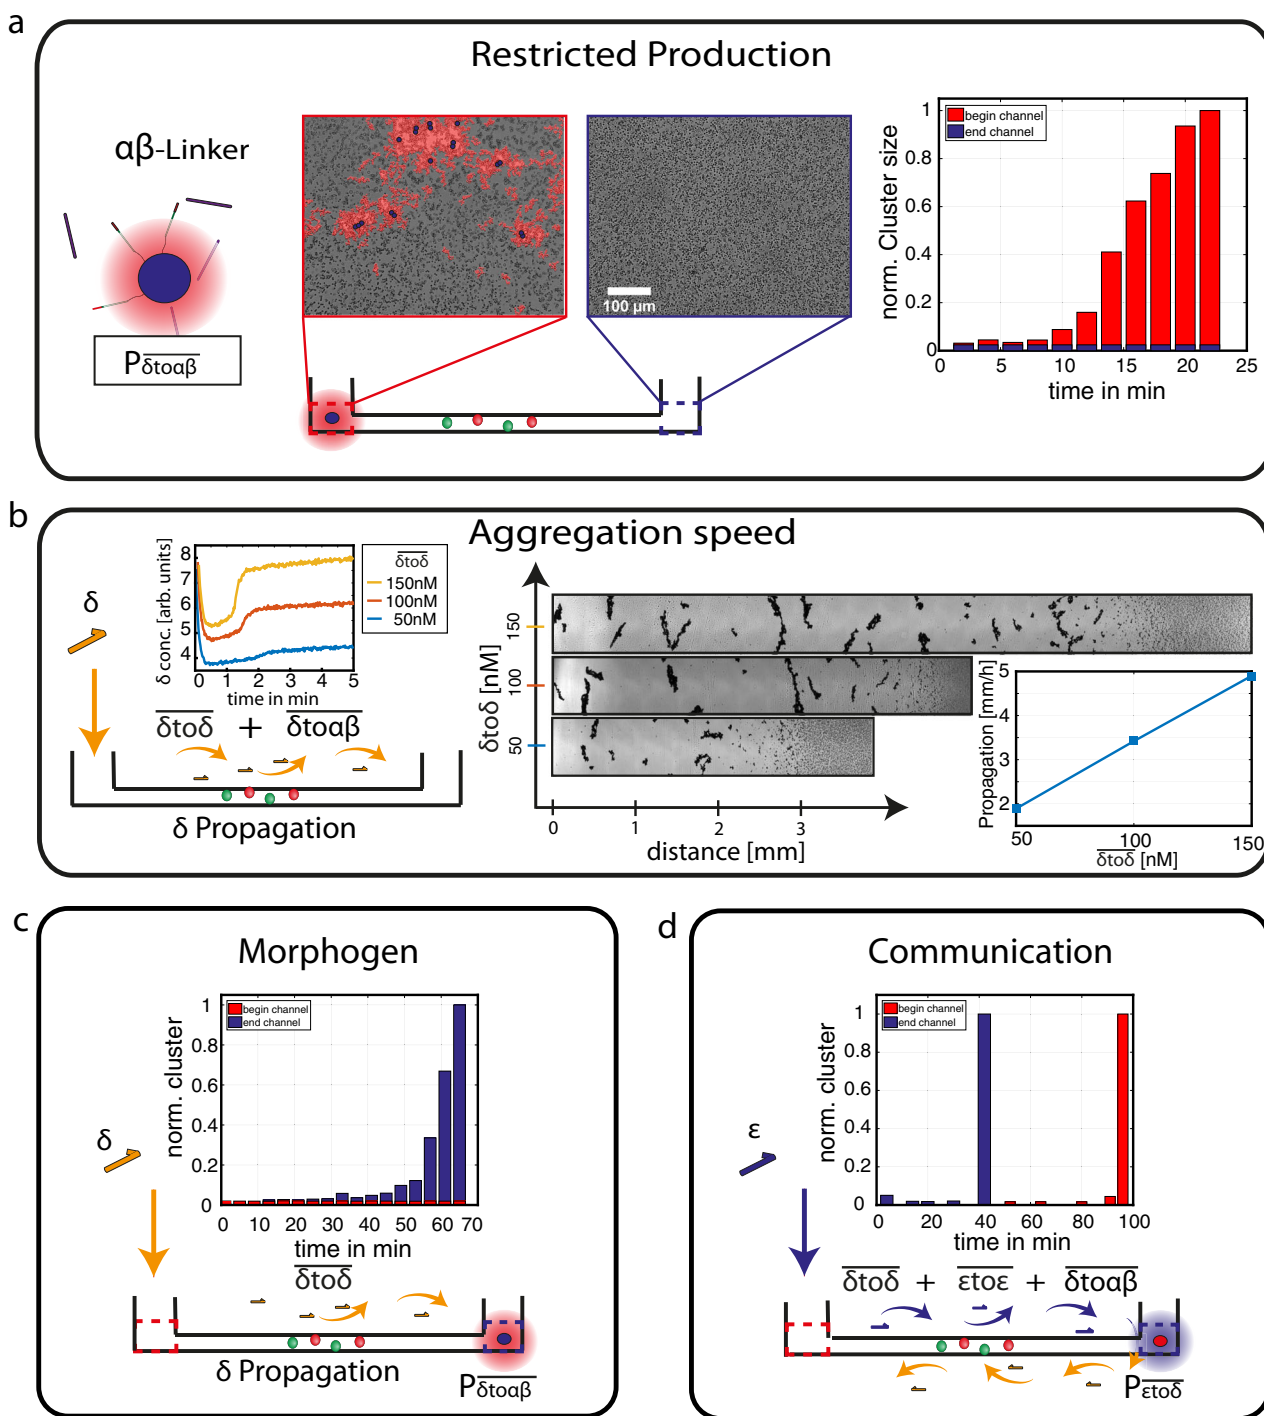 a
Restricted Production
αβ-Linker
Pδtoαβ
100 µm
begin channel
end channel
norm. Cluster size
1
0.8
0.6
0.4
0.2
0
0 5 10 15 20 25
time in min
b
Aggregation speed
δ
δ conc. [arb. units]
8
7
6
5
4
0 1 2 3 4 5
time in min
δtoδ
150nM
100nM
50nM
δtoδ + δtoαβ
δ Propagation
δtoδ [nM]
150
100
50
0 1 2 3
distance [mm]
Propagation [mm/h]
5
4
3
2
50 100 150
δtoδ [nM]
c
Morphogen
begin channel
end channel
norm. cluster
1
0.8
0.6
0.4
0.2
0
0 10 20 30 40 50 60 70
time in min
δ
δtoδ
δ Propagation
Pδtoαβ
d
Communication
begin channel
end channel
norm. cluster
1
0.8
0.6
0.4
0.2
0
0 20 40 60 80 100
time in min
ε
δtoδ + εtoε + δtoαβ
Pεtoδ